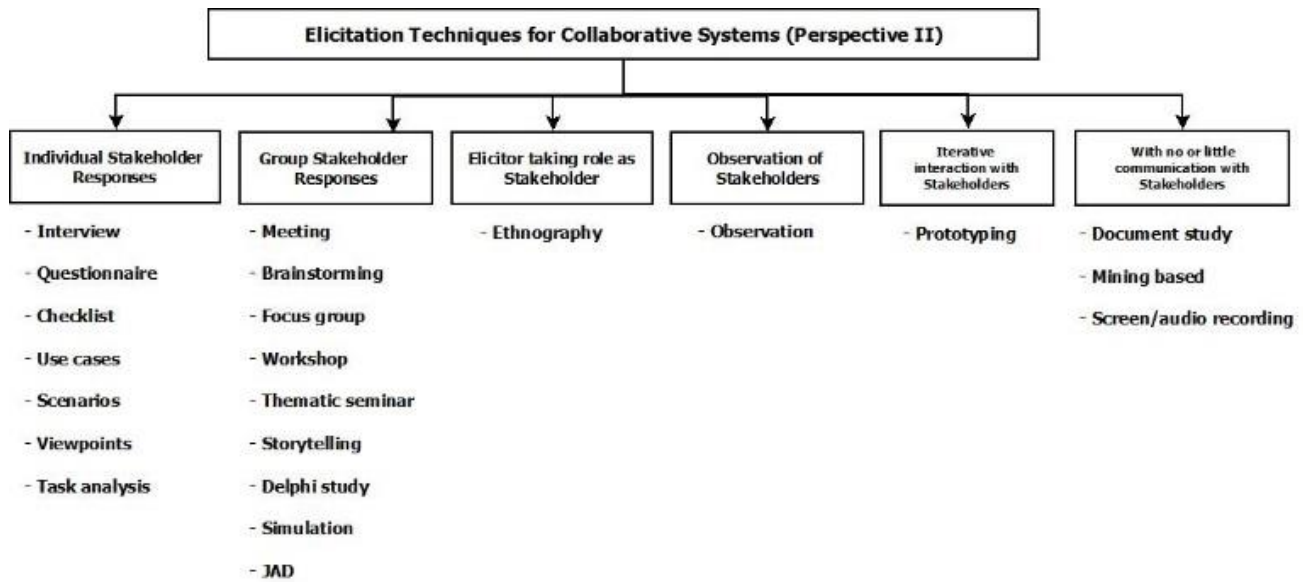 Elicitation Techniques for Collaborative Systems (Perspective II)
Individual Stakeholder
Responses
- Interview
- Questionnaire
- Checklist
- Use cases
- Scenarios
- Viewpoints
- Task analysis
Group Stakeholder
Responses
- Meeting
- Brainstorming
- Focus group
- Workshop
- Thematic seminar
- Storytelling
- Delphi study
- Simulation
- JAD
Elicitor taking role as
Stakeholder
- Ethnography
Observation of
Stakeholders
- Observation
Iterative
interaction with
Stakeholders
- Prototyping
With no or little
communication with
Stakeholders
- Document study
- Mining based
- Screen/audio recording